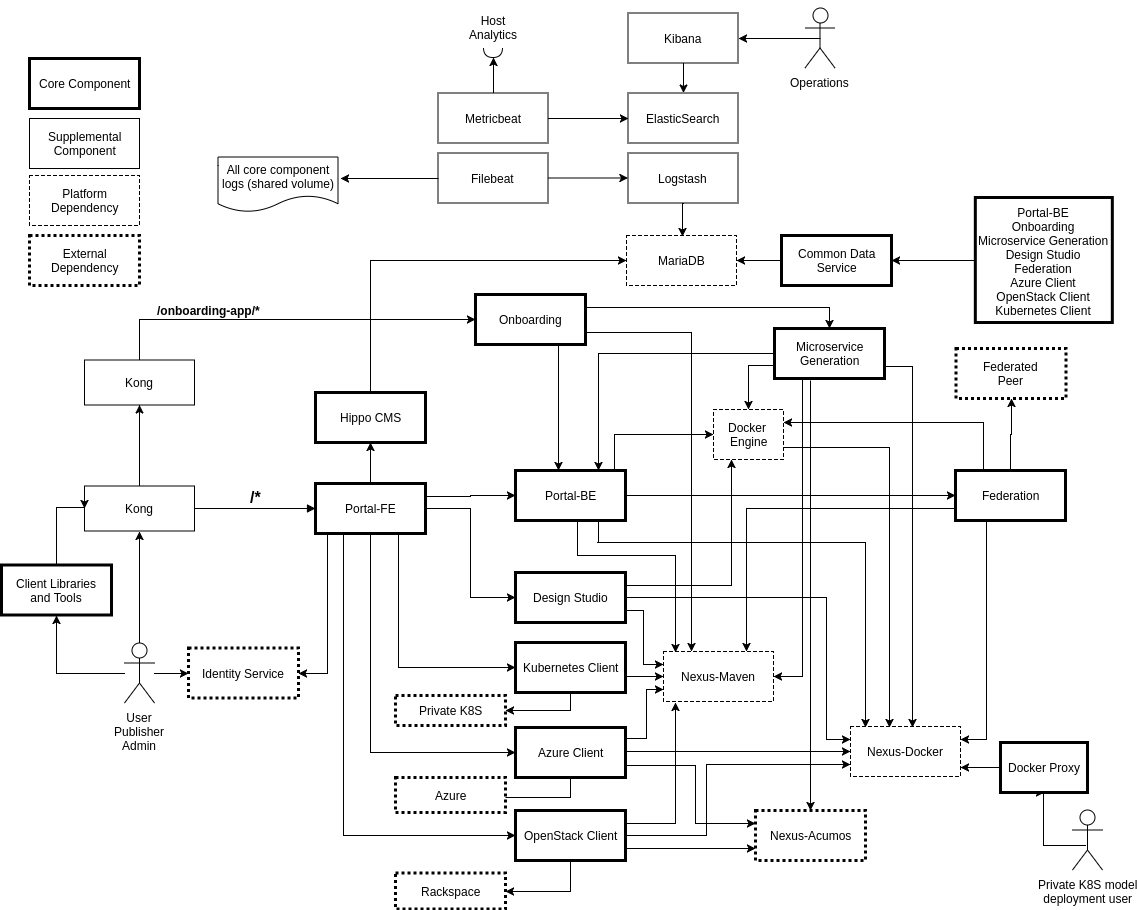 Host
Analytics
Kibana
Operations
Core Component
Metricbeat
ElasticSearch
Supplemental
Component
All core component
logs (shared volume)
Filebeat
Logstash
Platform
Dependency
External
Dependency
MariaDB
Common Data
Service
Portal-BE
Onboarding
Microservice Generation
Design Studio
Federation
Azure Client
OpenStack Client
Kubernetes Client
/onboarding-app/*
Onboarding
Microservice
Generation
Federated
Peer
Kong
Hippo CMS
Docker
Engine
Kong
/*
Portal-FE
Portal-BE
Federation
Client Libraries
and Tools
Design Studio
Identity Service
Kubernetes Client
Nexus-Maven
User
Publisher
Admin
Private K8S
Azure Client
Nexus-Docker
Docker Proxy
Azure
OpenStack Client
Nexus-Acumos
Rackspace
Private K8S model
deployment user